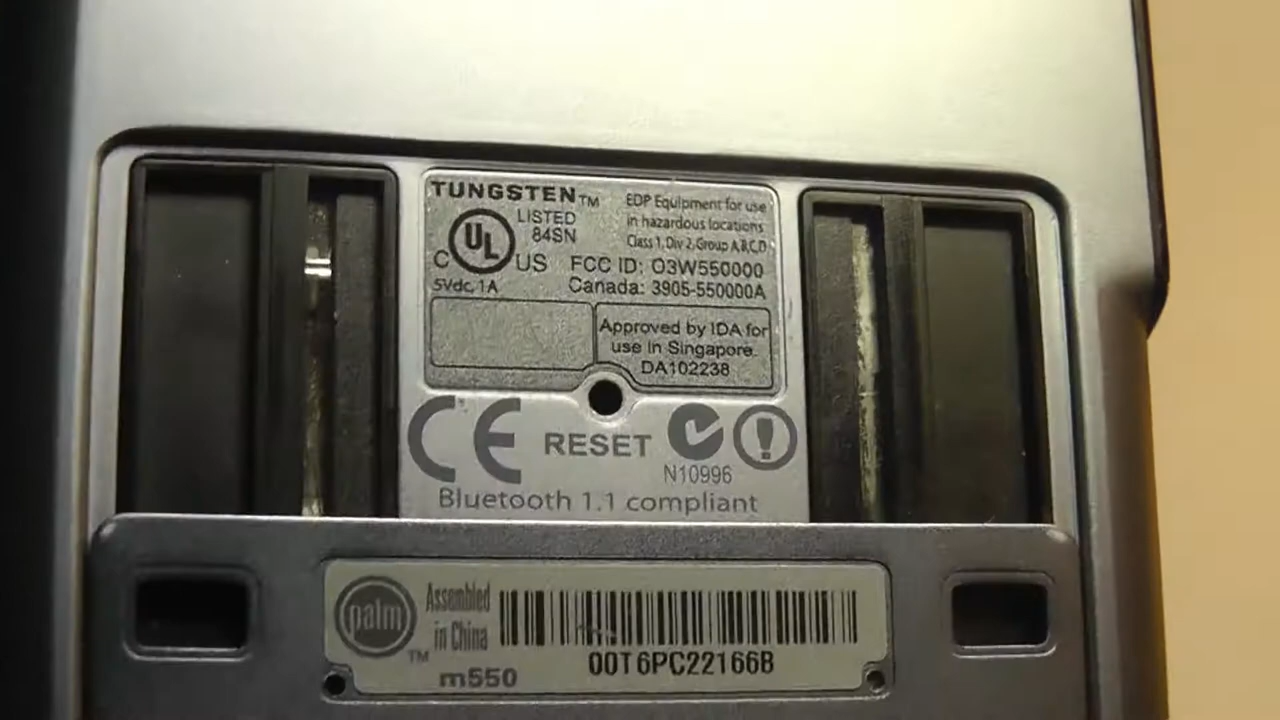 TUNGSTEN™
EDP Equipment for use
in hazardous locations
Class 1, Div 2, Group A,B,C,D
C UL US
LISTED
84SN
5Vdc, 1A
FCC ID: O3W550000
Canada: 3905-550000A
Approved by IDA for
use in Singapore.
DA102238
CE
RESET
N10996
Bluetooth 1.1 compliant
palm™
Assembled
in China
m550
00T6PC22166B